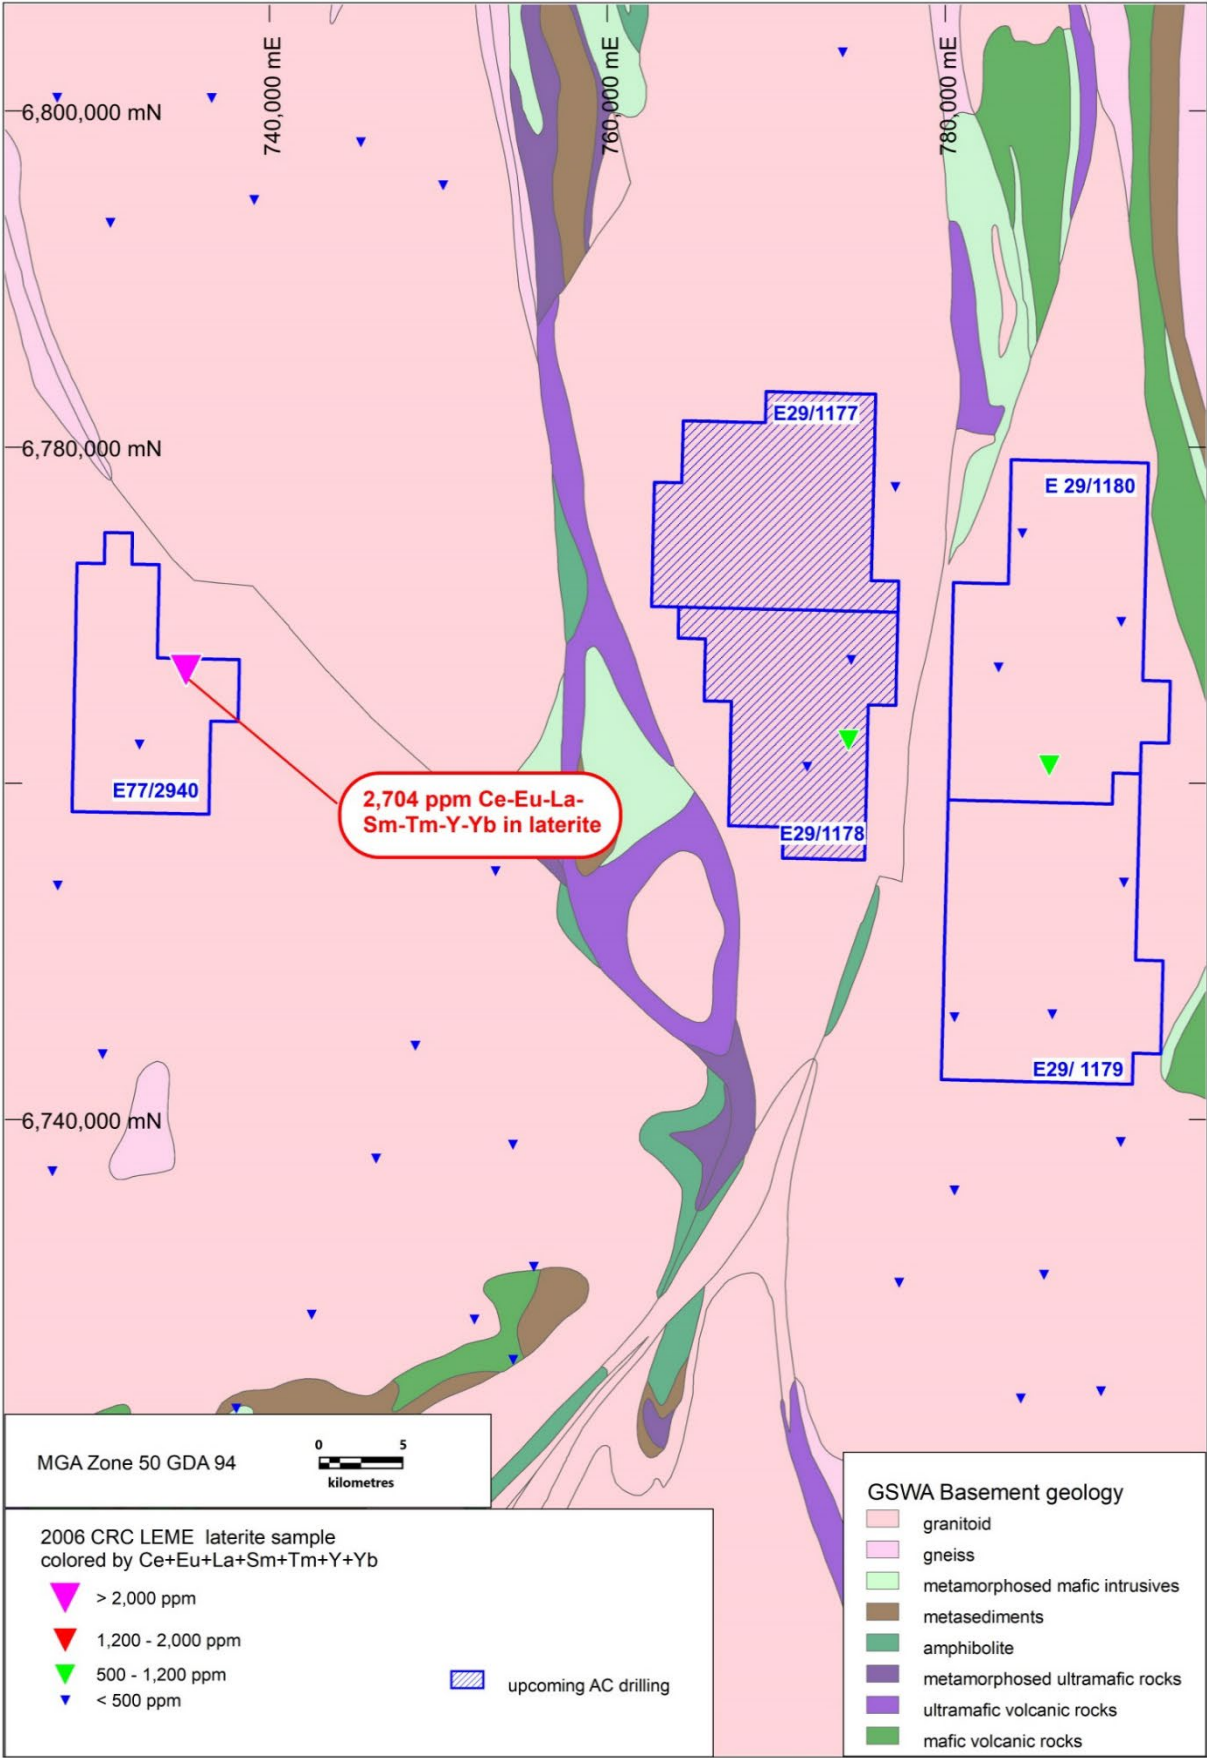 740,000 mE
760,000 mE
780,000 mE
6,800,000 mN
6,780,000 mN
6,740,000 mN
E29/1177
E 29/1180
E77/2940
2,704 ppm Ce-Eu-La-
Sm-Tm-Y-Yb in laterite
E29/1178
E29/ 1179
MGA Zone 50 GDA 94
0 5
kilometres
2006 CRC LEME laterite sample
colored by Ce+Eu+La+Sm+Tm+Y+Yb
> 2,000 ppm
1,200 - 2,000 ppm
500 - 1,200 ppm
< 500 ppm
upcoming AC drilling
GSWA Basement geology
granitoid
gneiss
metamorphosed mafic intrusives
metasediments
amphibolite
metamorphosed ultramafic rocks
ultramafic volcanic rocks
mafic volcanic rocks